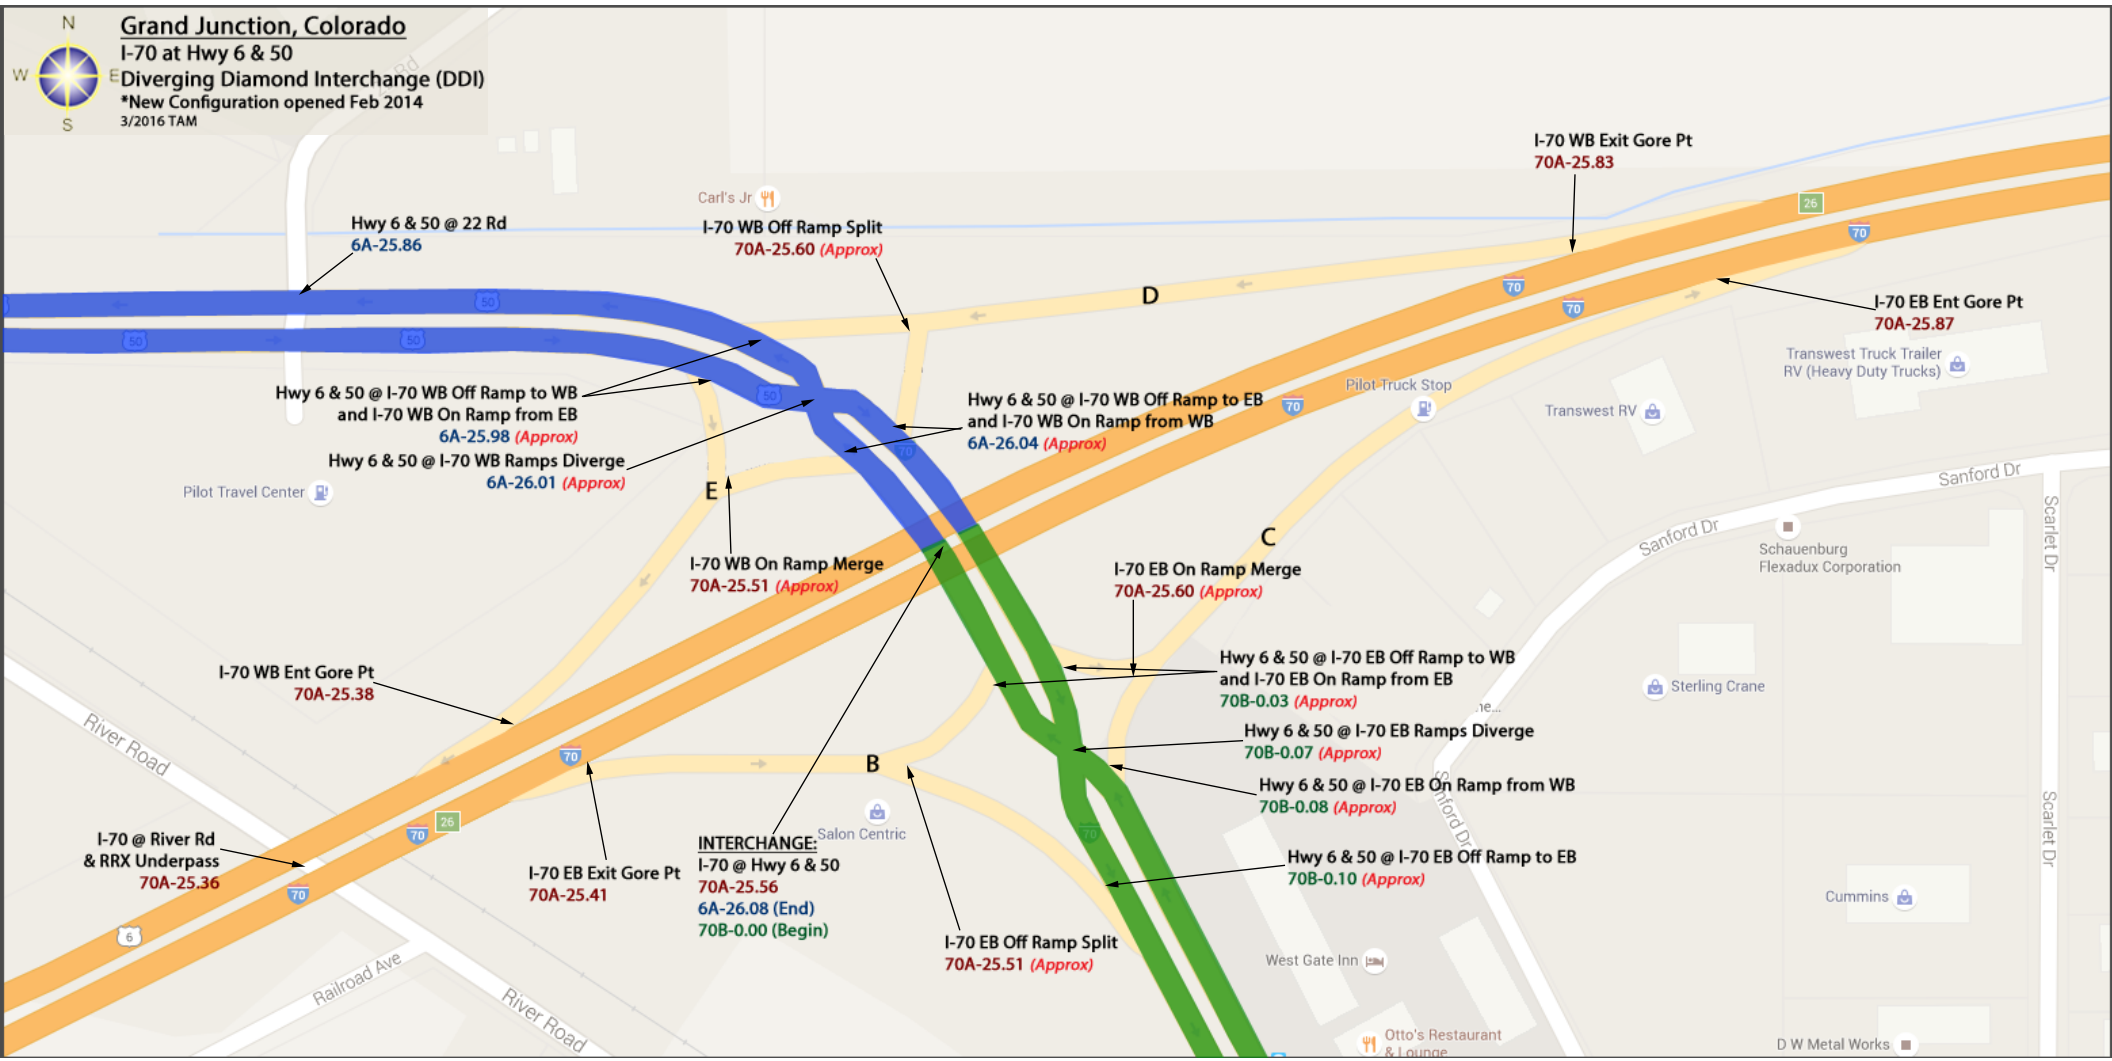 N
W
E
S
Grand Junction, Colorado
I-70 at Hwy 6 & 50
Diverging Diamond Interchange (DDI)
*New Configuration opened Feb 2014
3/2016 TAM
Rd
I-70 WB Exit Gore Pt
70A-25.83
Carl's Jr
26
Hwy 6 & 50 @ 22 Rd
6A-25.86
I-70 WB Off Ramp Split
70A-25.60 (Approx)
70
D
70
70
50
I-70 EB Ent Gore Pt
70A-25.87
50
50
Transwest Truck Trailer
RV (Heavy Duty Trucks)
Hwy 6 & 50 @ I-70 WB Off Ramp to WB
and I-70 WB On Ramp from EB
6A-25.98 (Approx)
50
Hwy 6 & 50 @ I-70 WB Off Ramp to EB
and I-70 WB On Ramp from WB
6A-26.04 (Approx)
Pilot Truck Stop
70
Transwest RV
70
Hwy 6 & 50 @ I-70 WB Ramps Diverge
6A-26.01 (Approx)
Pilot Travel Center
E
Sanford Dr
Sanford Dr
Scarlet Dr
C
Schauenburg
Flexadux Corporation
I-70 WB On Ramp Merge
70A-25.51 (Approx)
I-70 EB On Ramp Merge
70A-25.60 (Approx)
I-70 WB Ent Gore Pt
70A-25.38
Hwy 6 & 50 @ I-70 EB Off Ramp to WB
and I-70 EB On Ramp from EB
70B-0.03 (Approx)
Sterling Crane
ne...
River Road
Hwy 6 & 50 @ I-70 EB Ramps Diverge
70B-0.07 (Approx)
70
B
Hwy 6 & 50 @ I-70 EB On Ramp from WB
70B-0.08 (Approx)
Sanford Dr
Scarlet Dr
26
70
Salon Centric
70
I-70 @ River Rd
& RRX Underpass
70A-25.36
70
I-70 EB Exit Gore Pt
70A-25.41
INTERCHANGE:
I-70 @ Hwy 6 & 50
70A-25.56
6A-26.08 (End)
70B-0.00 (Begin)
Hwy 6 & 50 @ I-70 EB Off Ramp to EB
70B-0.10 (Approx)
Cummins
6
I-70 EB Off Ramp Split
70A-25.51 (Approx)
West Gate Inn
Railroad Ave
River Road
Otto's Restaurant
& Lounge
D W Metal Works